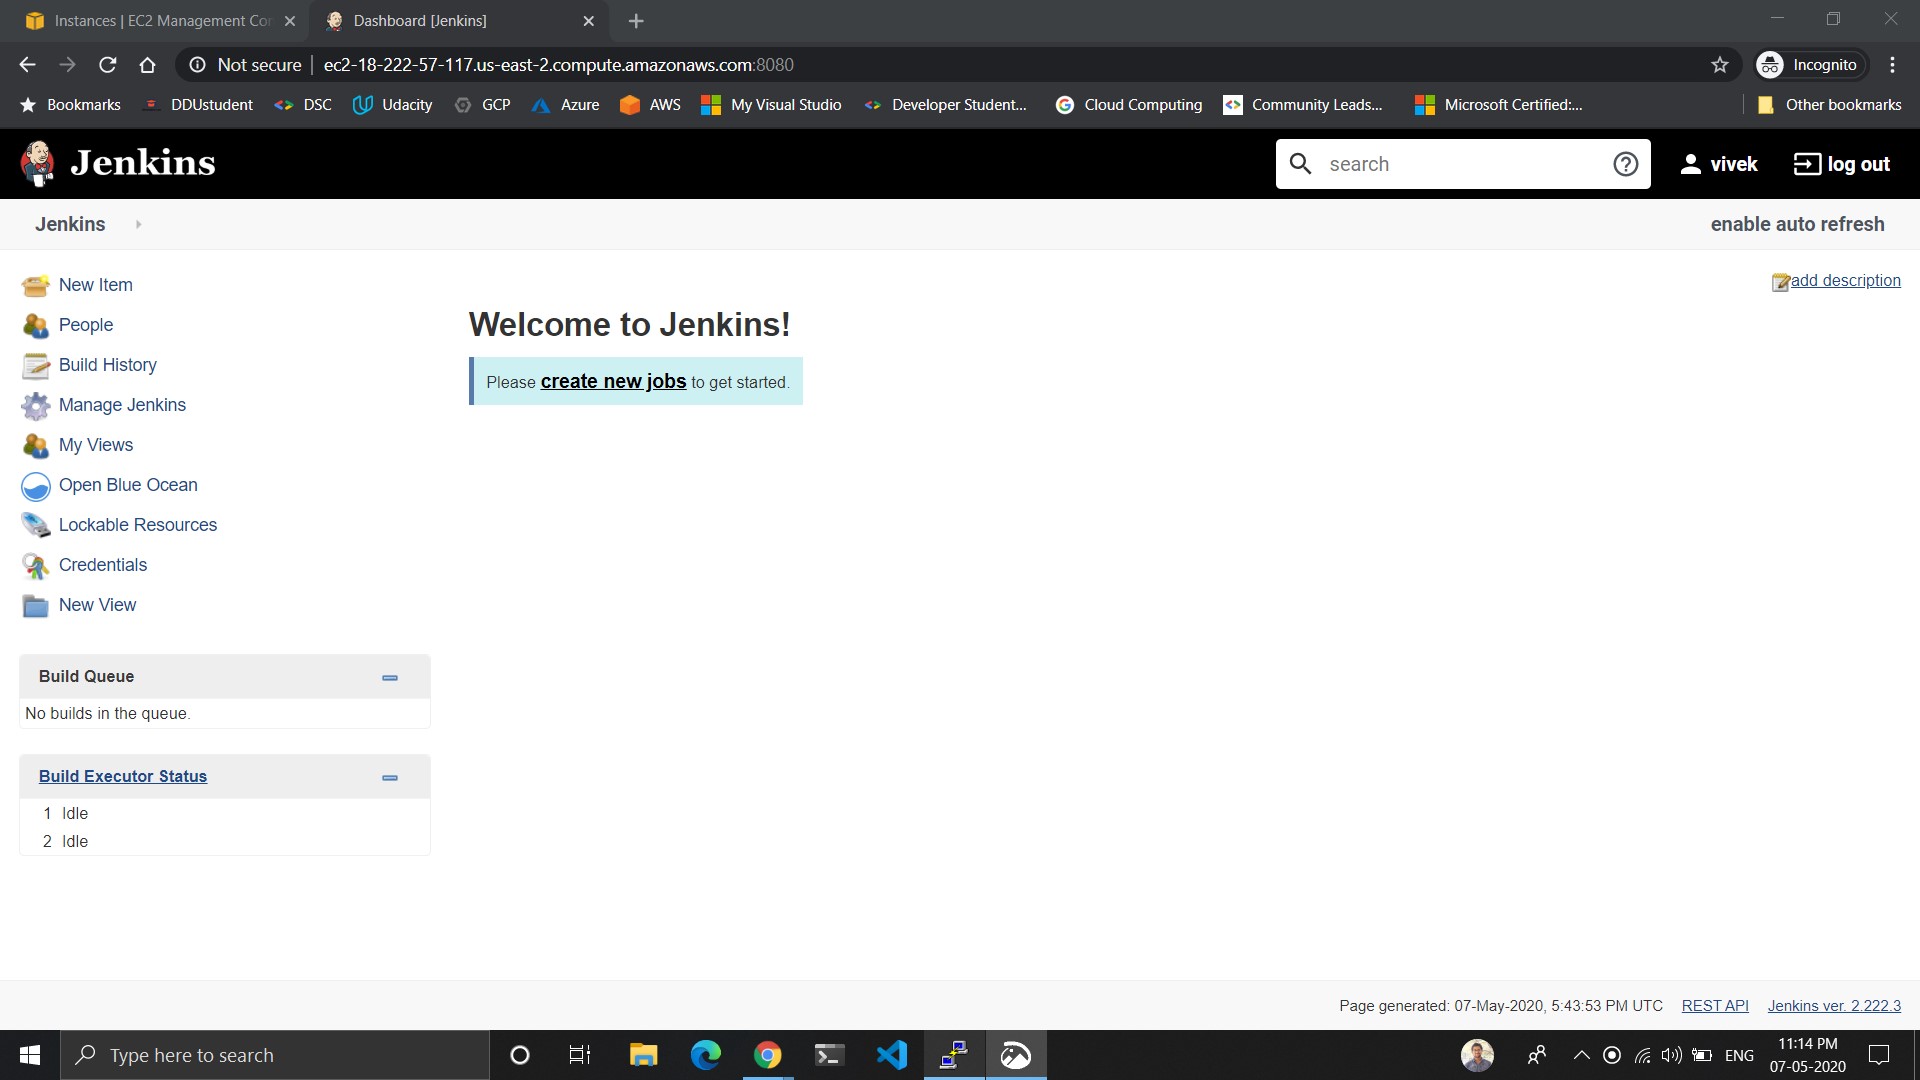 Instances | EC2 Management Con
Dashboard [Jenkins]
Not secure
ec2-18-222-57-117.us-east-2.compute.amazonaws.com:8080
Incognito
Bookmarks
DDUstudent
DSC
Udacity
GCP
Azure
AWS
My Visual Studio
Developer Student...
Cloud Computing
Community Leads...
Microsoft Certified:...
Other bookmarks
Jenkins
search
vivek
log out
Jenkins
enable auto refresh
New Item
People
Build History
Manage Jenkins
My Views
Open Blue Ocean
Lockable Resources
Credentials
New View
add description
Welcome to Jenkins!
Please create new jobs to get started.
Build Queue
No builds in the queue.
Build Executor Status
1 Idle
2 Idle
Page generated: 07-May-2020, 5:43:53 PM UTC
REST API
Jenkins ver. 2.222.3
Type here to search
ENG
11:14 PM
07-05-2020